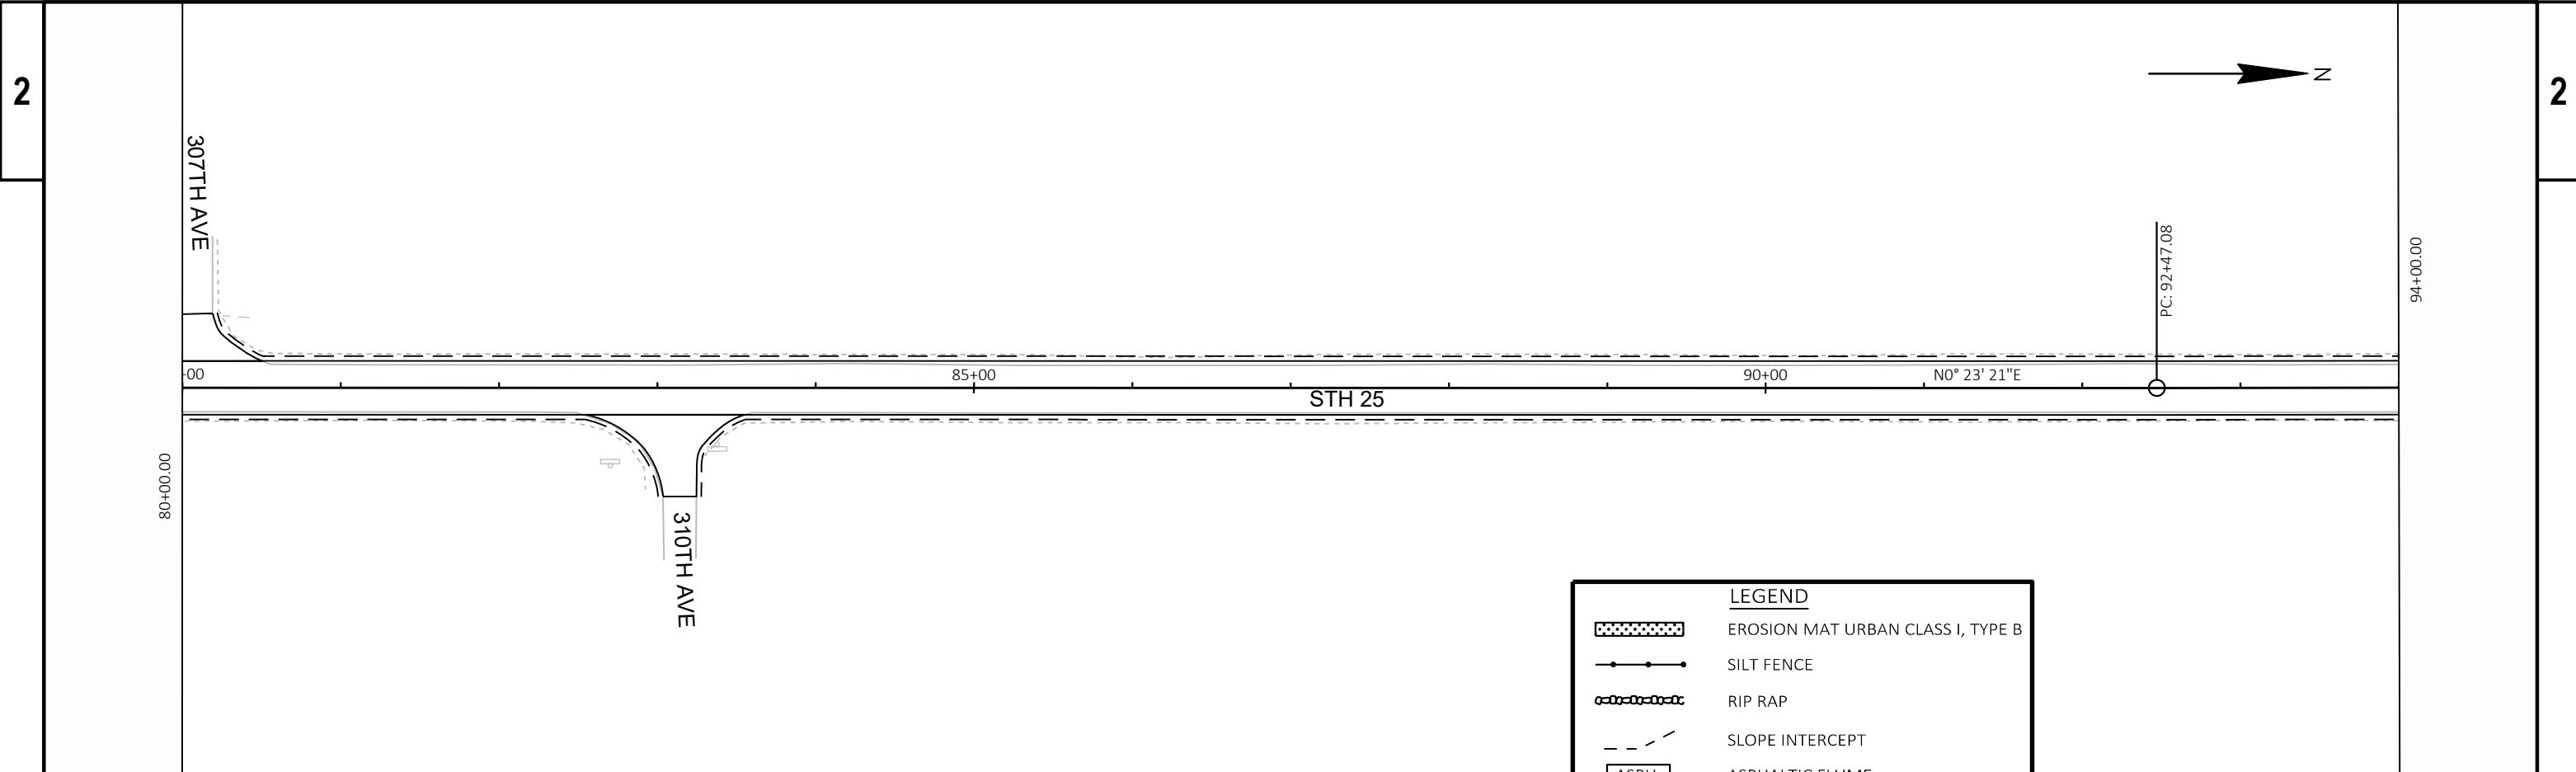 2
2
N
307TH AVE
PC: 92+47.08
94+00.00
-00
85+00
90+00
N0° 23' 21"E
STH 25
80+00.00
310TH AVE
LEGEND
EROSION MAT URBAN CLASS I, TYPE B
SILT FENCE
RIP RAP
SLOPE INTERCEPT